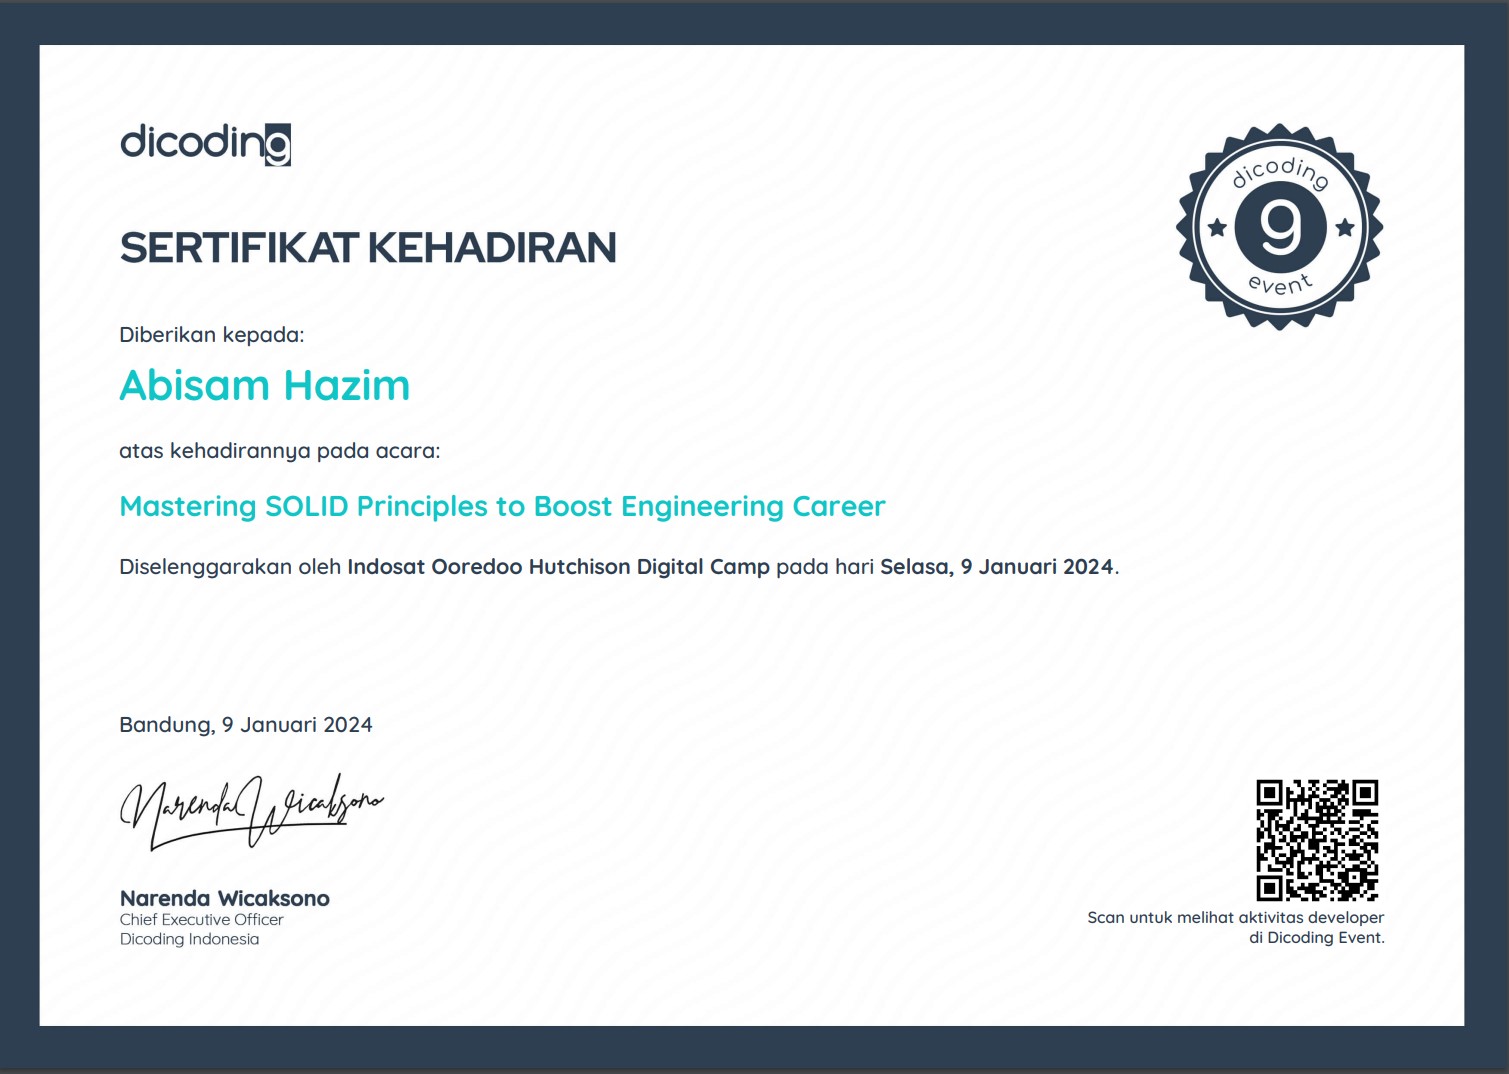 dicoding
dicoding
g
event
SERTIFIKAT KEHADIRAN
Diberikan kepada:
Abisam Hazim
atas kehadirannya pada acara:
Mastering SOLID Principles to Boost Engineering Career
Diselenggarakan oleh Indosat Ooredoo Hutchison Digital Camp pada hari Selasa, 9 Januari 2024.
Bandung, 9 Januari 2024
Narenda Wicaksono
Narenda Wicaksono
Chief Executive Officer
Dicoding Indonesia
Scan untuk melihat aktivitas developer
di Dicoding Event.